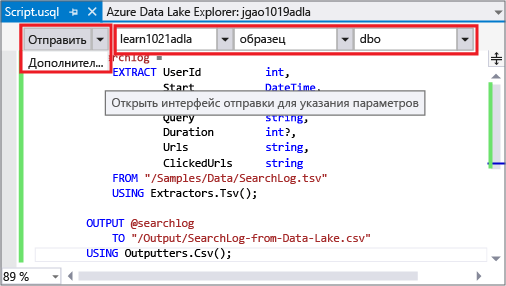 Script.usql Azure Data Lake Explorer: jgao1019adla
Отправить learn1021adla образец dbo
Дополнител... rchlog =
EXTRACT UserId int,
Start DateTime,
Открыть интерфейс отправки для указания параметров
Query string,
Duration int?,
Urls string,
ClickedUrls string
FROM "/Samples/Data/SearchLog.tsv"
USING Extractors.Tsv();
OUTPUT @searchlog
TO "/Output/SearchLog-from-Data-Lake.csv"
USING Outputters.Csv();
89 %